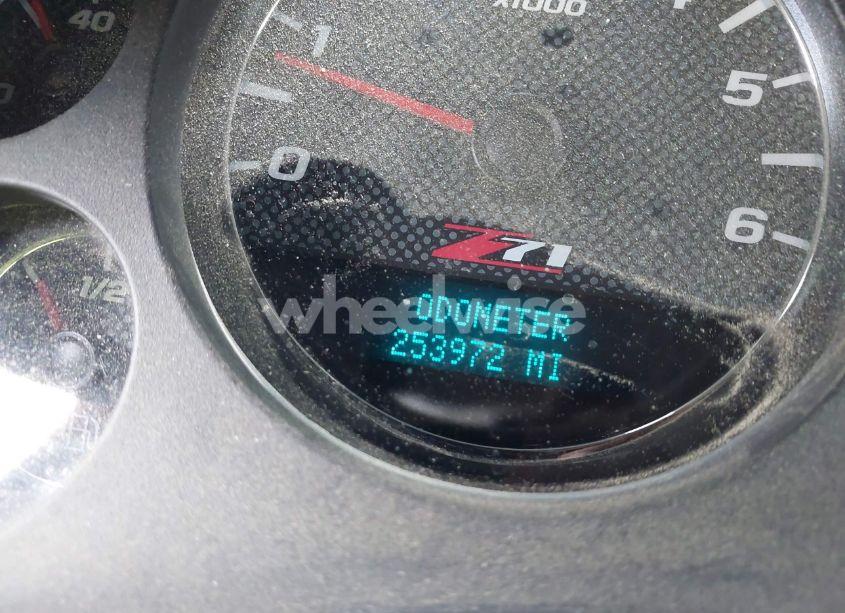 40
x1000
1
5
0
6
Z71
1/2
wheelwise
ODOMETER
253972 MI